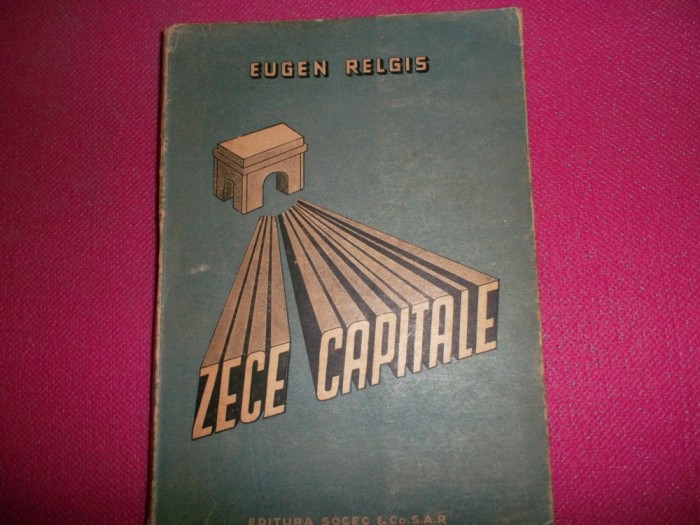 EUGEN RELGIS
ZECE CAPITALE
EDITURA SOCEC & Co. S.A.R